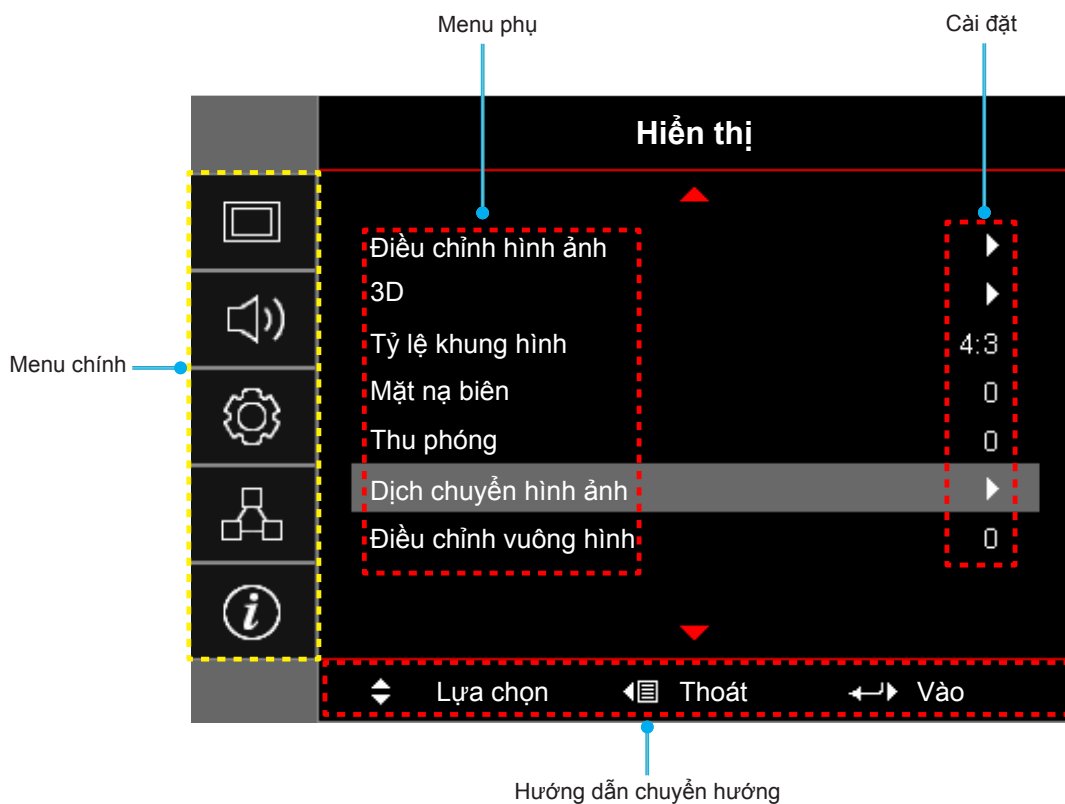 Menu phụ
Cài đặt
Hiển thị
Điều chỉnh hình ảnh
3D
Tỷ lệ khung hình 4:3
Mặt nạ biên 0
Thu phóng 0
Dịch chuyển hình ảnh
Điều chỉnh vuông hình 0
Menu chính
i
Lựa chọn Thoát Vào
Hướng dẫn chuyển hướng